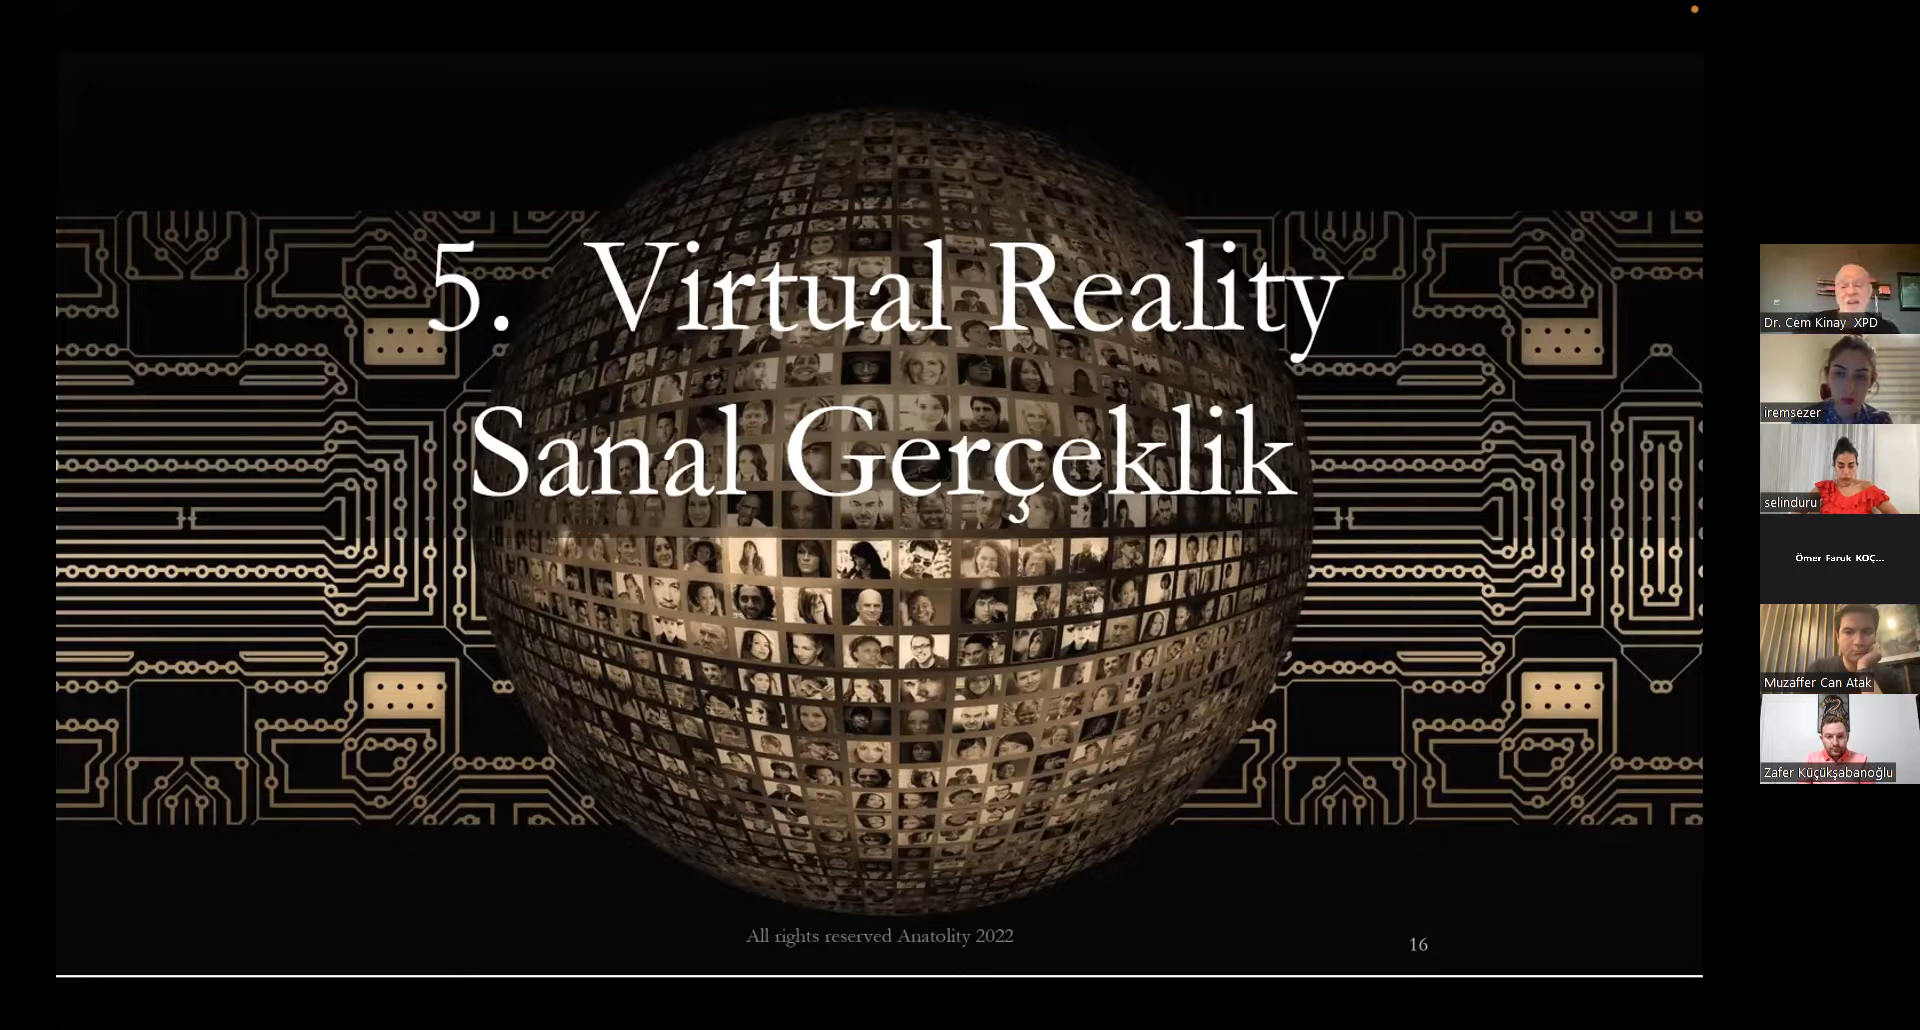 5. Virtual Reality
Sanal Gerçeklik
All rights reserved Anatolity 2022
16
Dr. Cem Kinay XPD
iremsezer
selinduru
Ömer Faruk KOÇ...
Muzaffer Can Atak
Zafer Küçükşabanoğlu